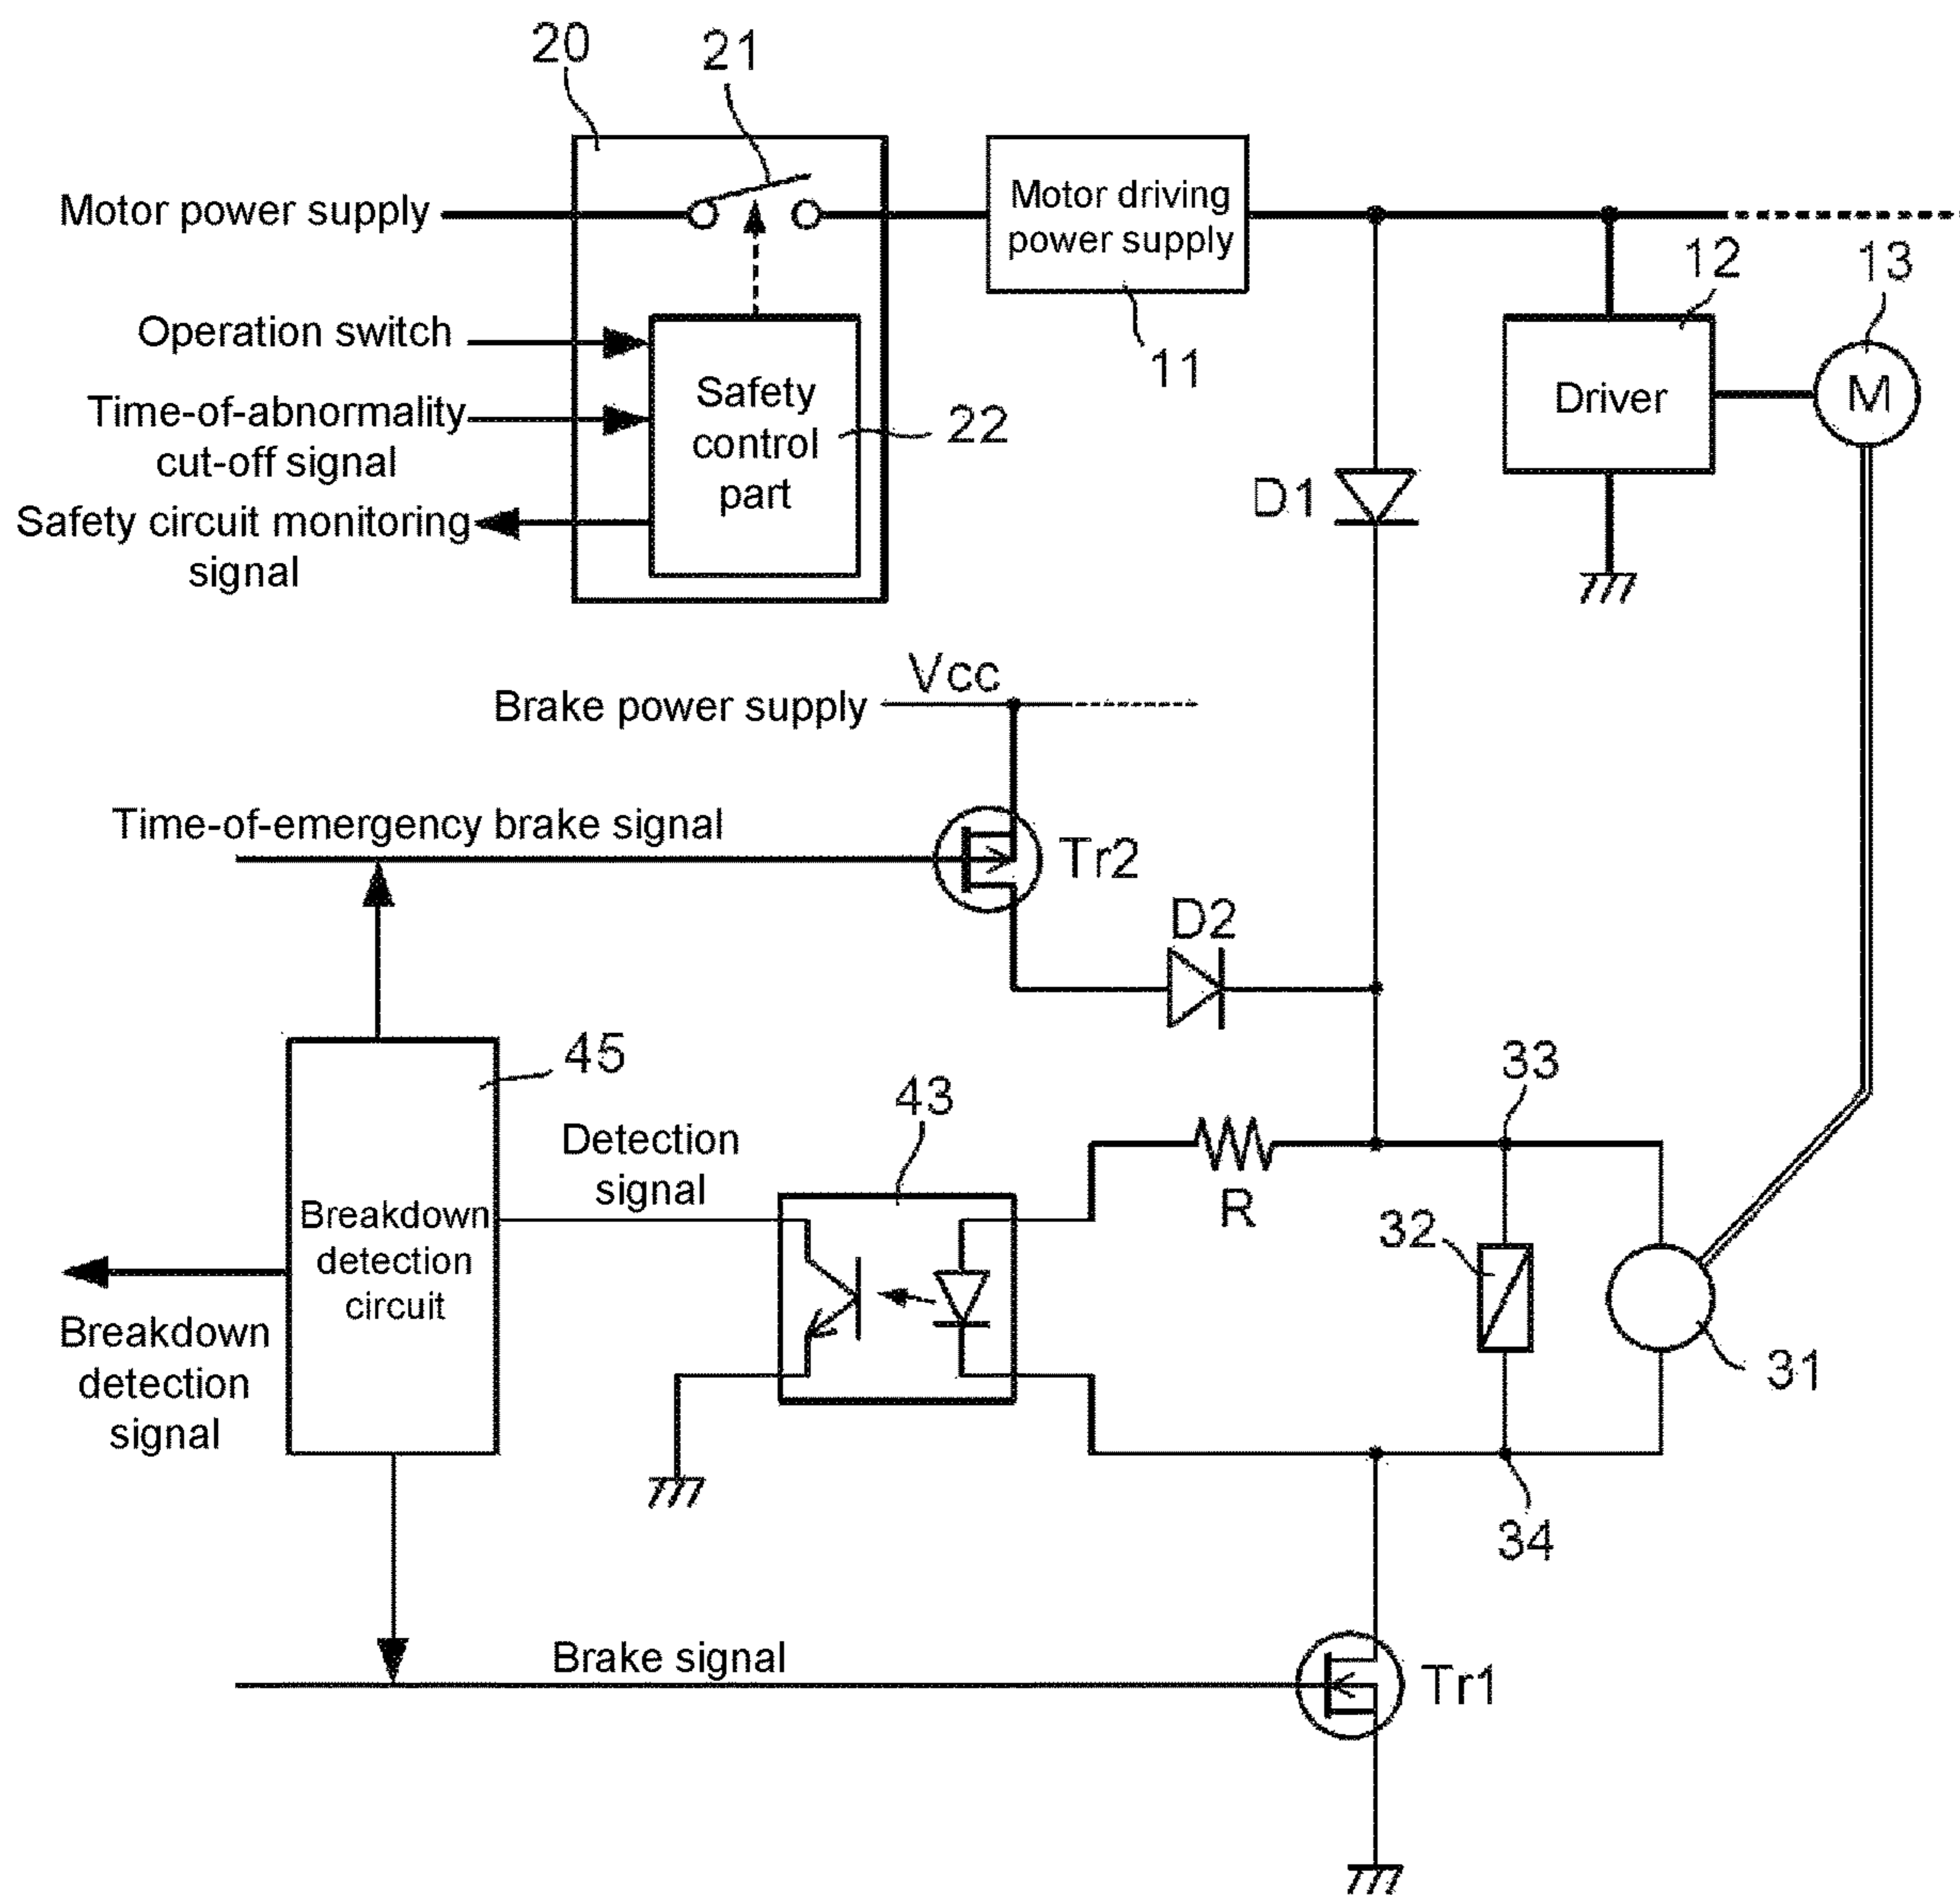 20
21
Motor power supply
Motor driving
power supply
11
12
13
Operation switch
Time-of-abnormality
cut-off signal
Safety circuit monitoring
signal
Safety
control
part
22
Driver
M
D1
Vcc
Brake power supply
Time-of-emergency brake signal
Tr2
D2
45
43
33
Detection
signal
R
32
Breakdown
detection
circuit
Breakdown
detection
signal
31
34
Brake signal
Tr1